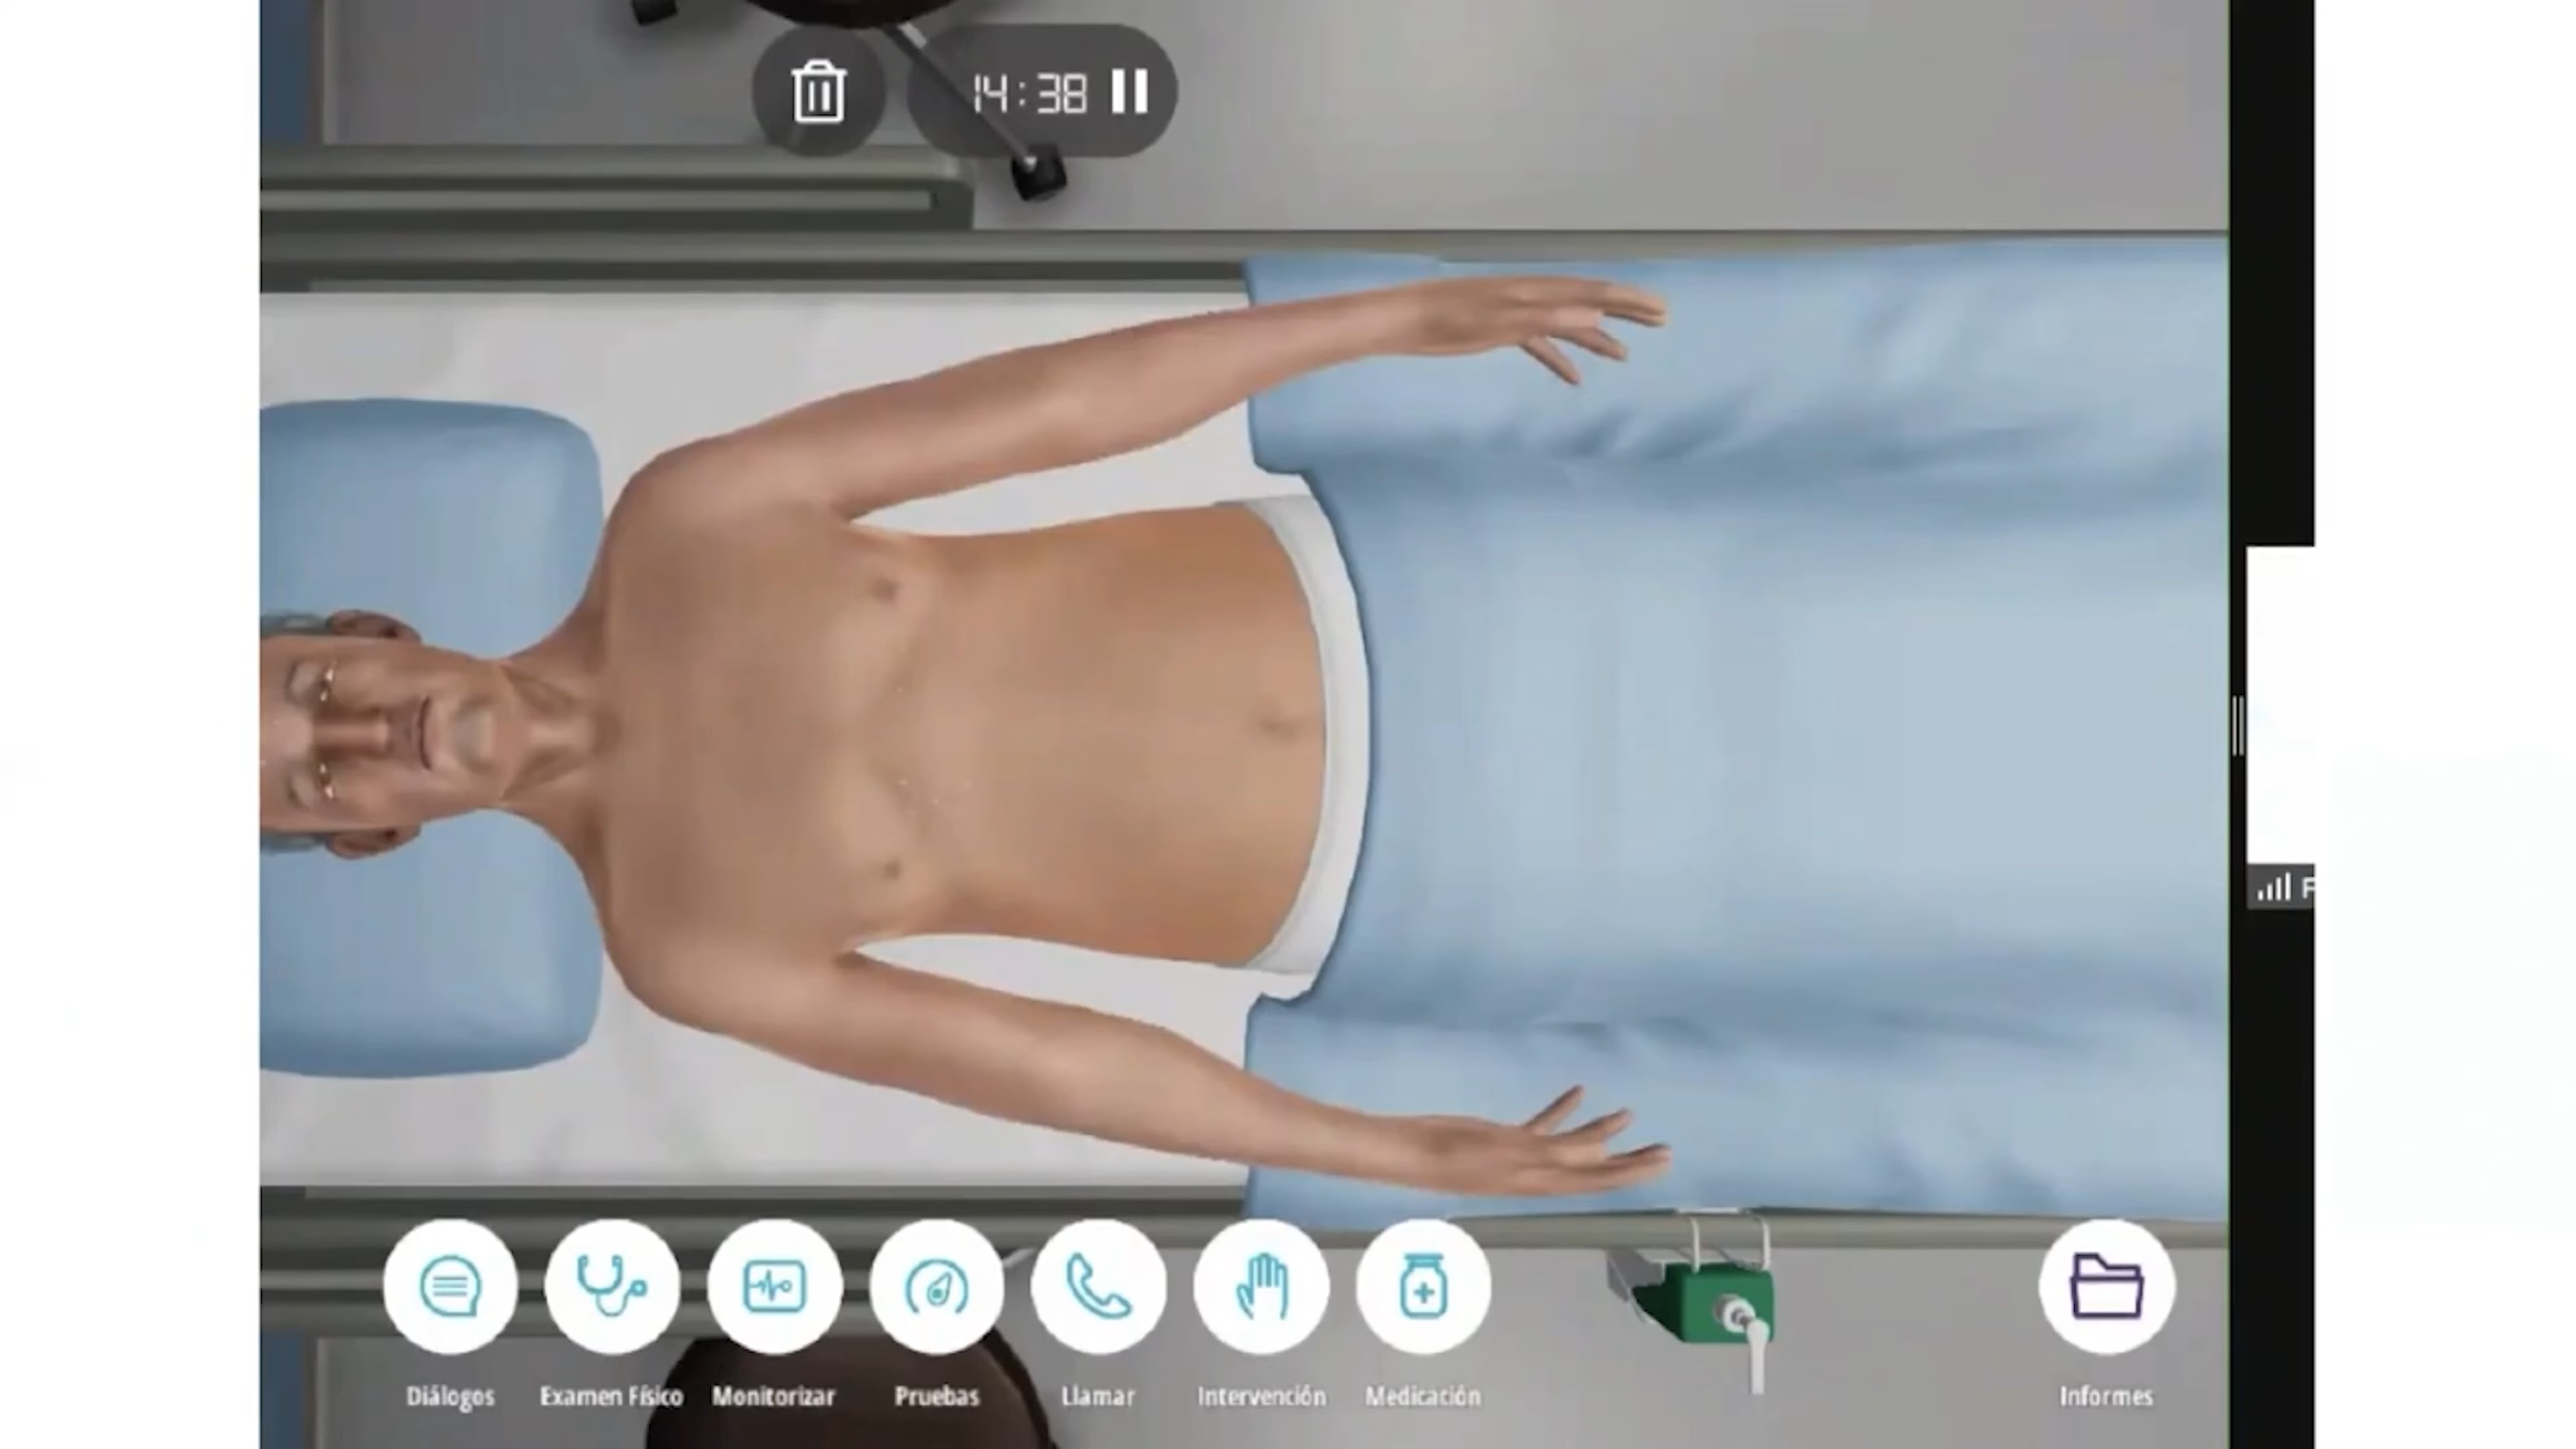 14:38
Diálogos
Examen Físico
Monitorizar
Pruebas
Llamar
Intervención
Medicación
Informes